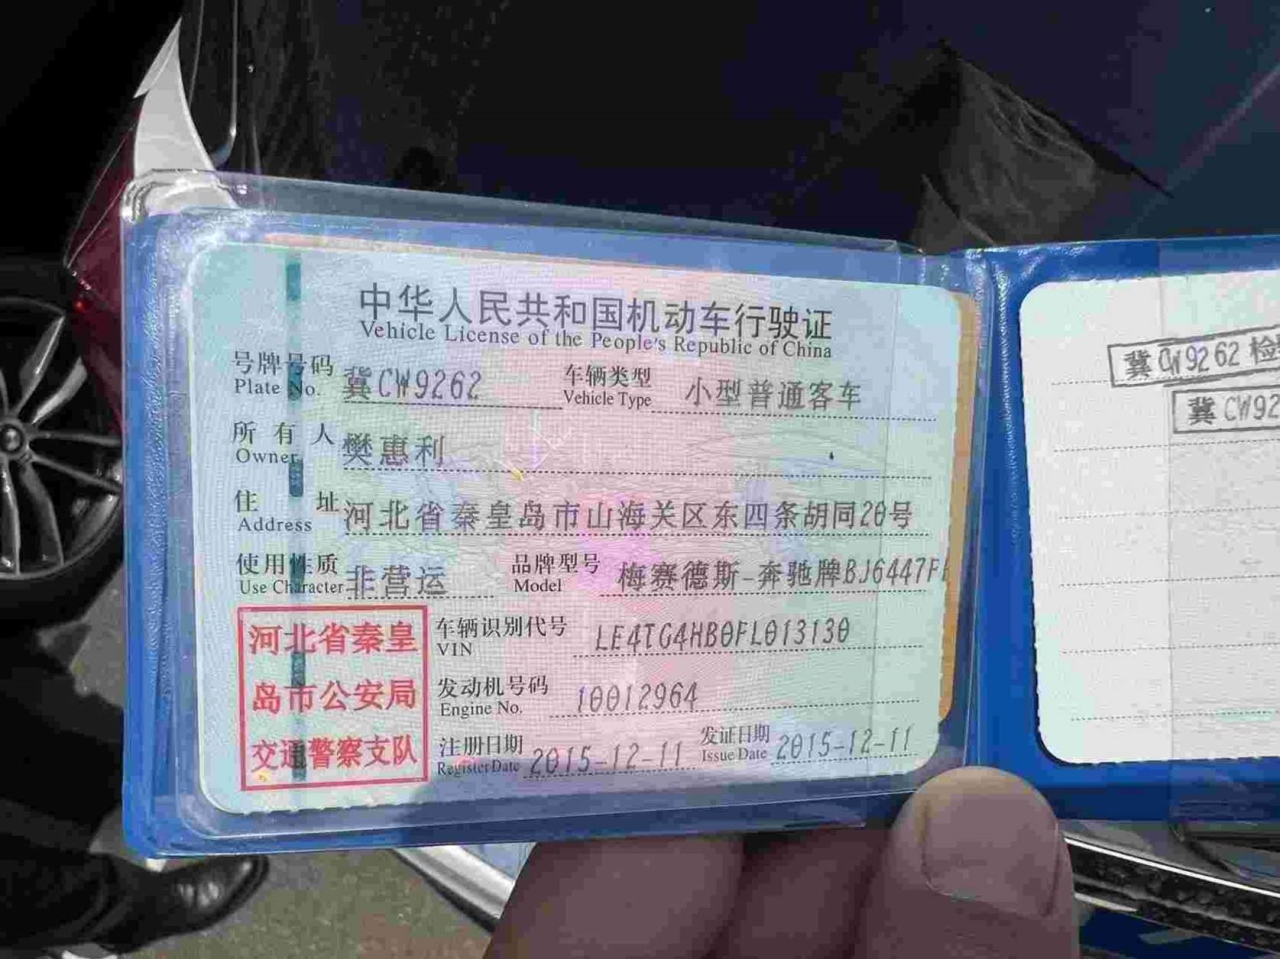 中华人民共和国机动车行驶证
Vehicle License of the People's Republic of China
号牌号码 冀CW9262 车辆类型 小型普通客车
Plate No. Vehicle Type
所有人 樊惠利
Owner
住址 河北省秦皇岛市山海关区东四条胡同20号
Address
使用性质 非营运 品牌型号 梅赛德斯-奔驰牌BJ6447F
Use Character Model
河北省秦皇
岛市公安局
交通警察支队
车辆识别代号 LE4TG4HB0FL013130
VIN
发动机号码 10012964
Engine No.
注册日期 2015-12-11 发证日期 2015-12-11
Register Date Issue Date
冀CW9262 检
冀CW92